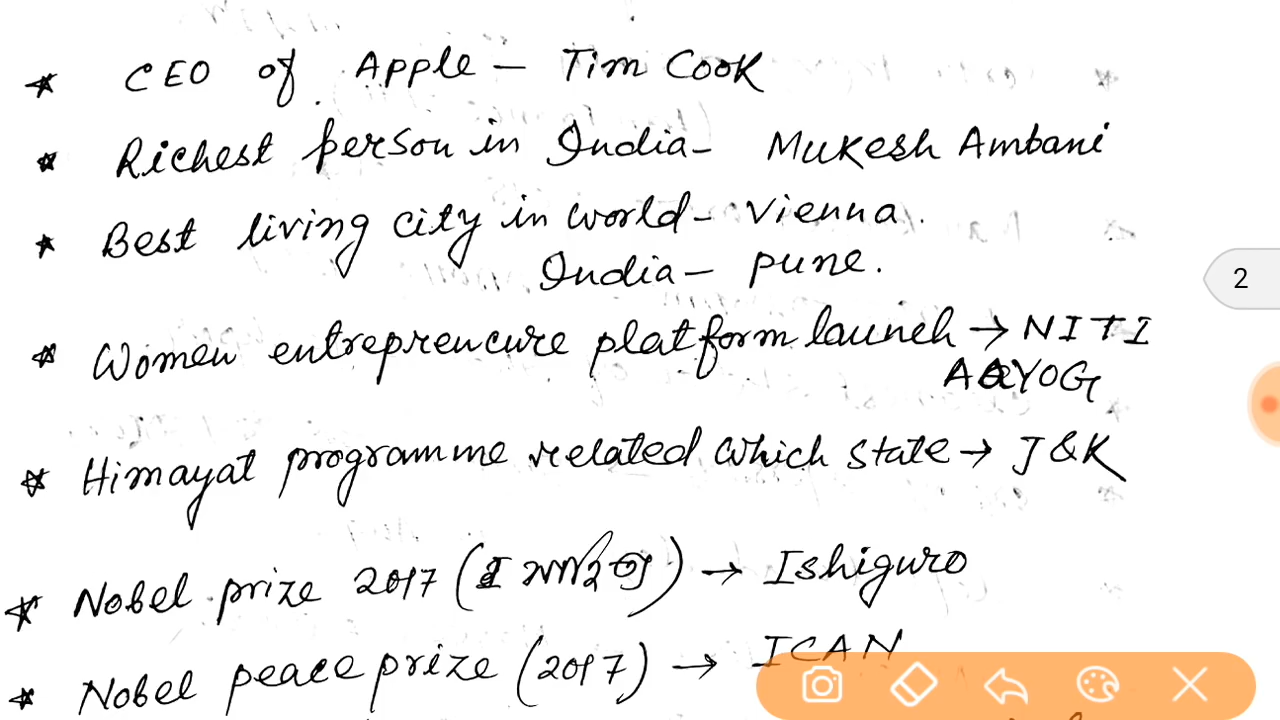 * CEO of Apple - Tim Cook
* Richest person in India - Mukesh Ambani
* Best living city in world - Vienna.
India - Pune.
* Women entreprencure platform launch → NITI
AAYOG
* Himayat programme related which state → J&K
* Nobel prize 2017 ( ) → Ishiguro
* Nobel peace prize (2017) → ICAN
2